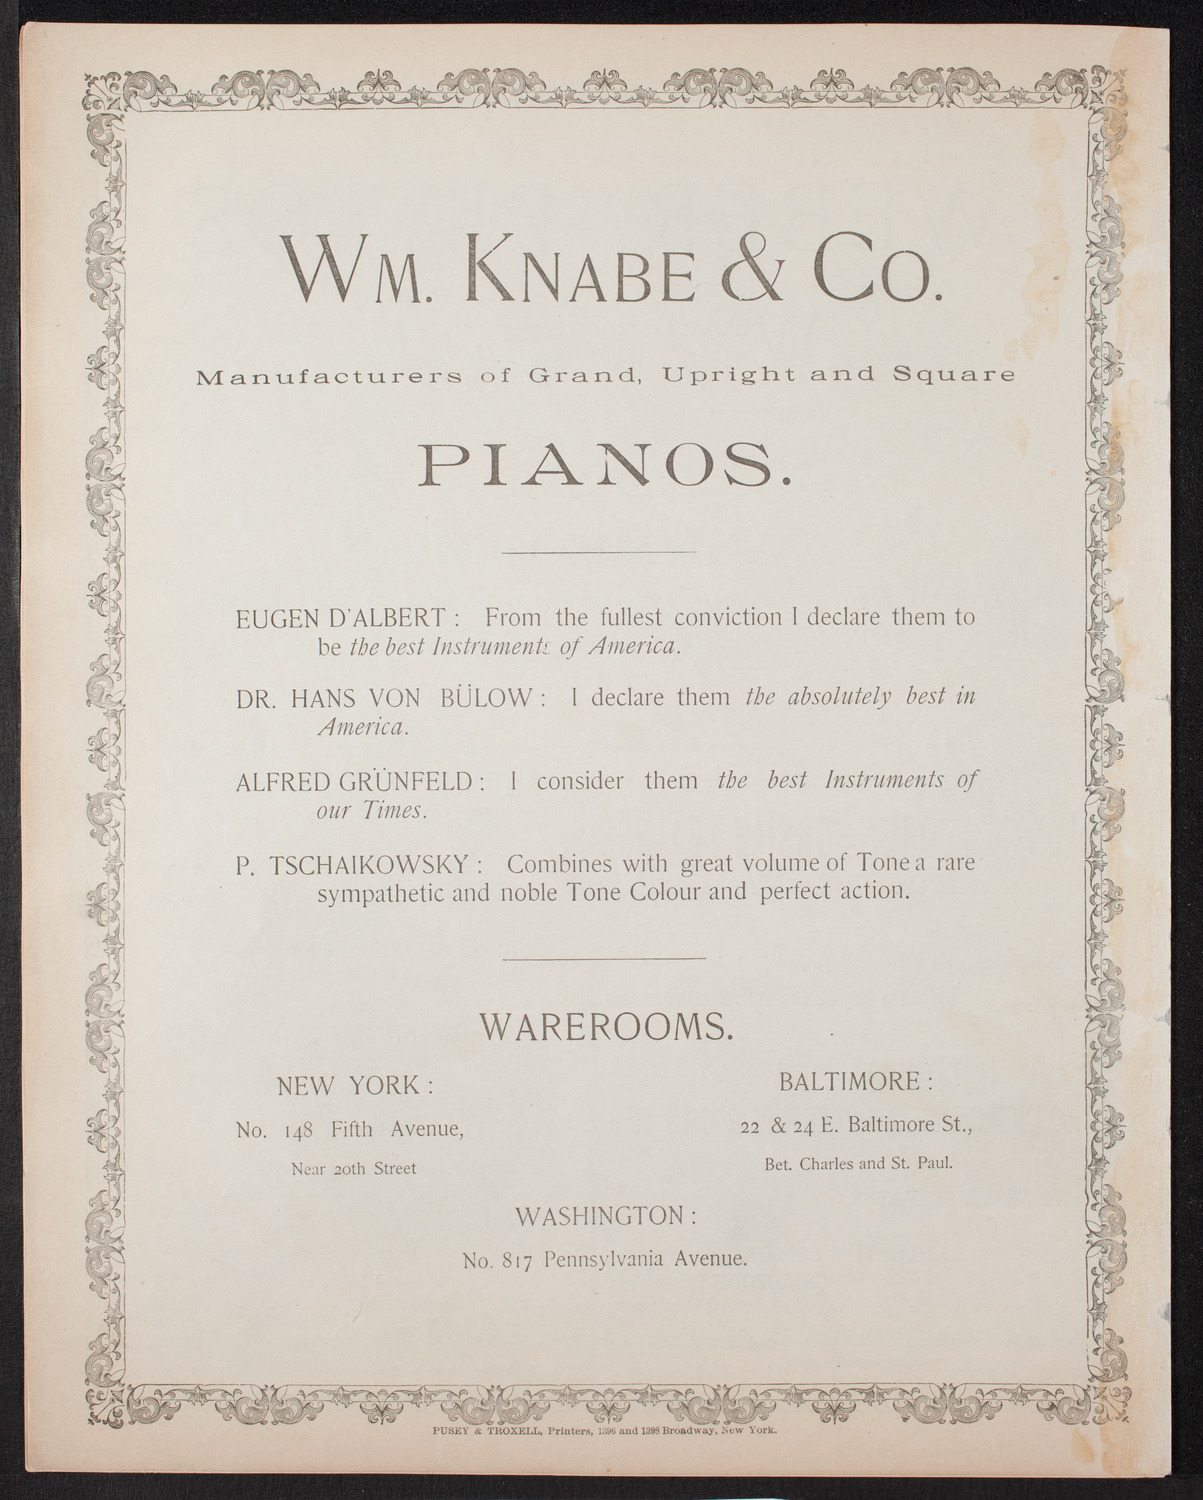 WM. KNABE & CO.
Manufacturers of Grand, Upright and Square
PIANOS.
EUGEN D'ALBERT : From the fullest conviction I declare them to
be the best Instruments of America.
DR. HANS VON BÜLOW : I declare them the absolutely best in
America.
ALFRED GRÜNFELD : I consider them the best Instruments of
our Times.
P. TSCHAIKOWSKY : Combines with great volume of Tone a rare
sympathetic and noble Tone Colour and perfect action.
WAREROOMS.
NEW YORK :
No. 148 Fifth Avenue,
Near 20th Street
BALTIMORE :
22 & 24 E. Baltimore St.,
Bet. Charles and St. Paul.
WASHINGTON :
No. 817 Pennsylvania Avenue.
PUSEY & TROXELL, Printers, 1396 and 1398 Broadway, New York.